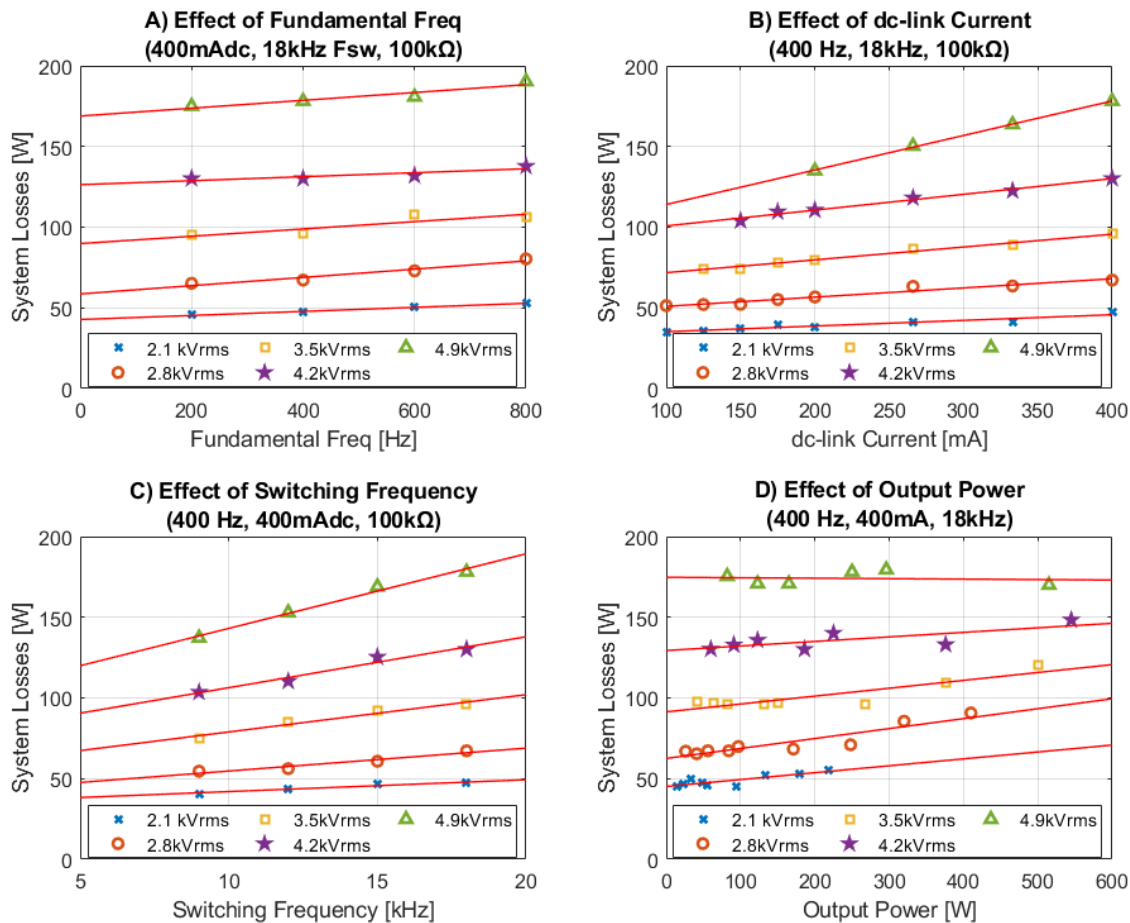 A) Effect of Fundamental Freq
(400mAdc, 18kHz Fsw, 100kΩ)
200
150
100
50
0
System Losses [W]
2.1 kVrms
3.5kVrms
4.9kVrms
2.8kVrms
4.2kVrms
0 200 400 600 800
Fundamental Freq [Hz]
B) Effect of dc-link Current
(400 Hz, 18kHz, 100kΩ)
200
150
100
50
0
System Losses [W]
2.1 kVrms
3.5kVrms
4.9kVrms
2.8kVrms
4.2kVrms
100 150 200 250 300 350 400
dc-link Current [mA]
C) Effect of Switching Frequency
(400 Hz, 400mAdc, 100kΩ)
200
150
100
50
0
System Losses [W]
2.1 kVrms
3.5kVrms
4.9kVrms
2.8kVrms
4.2kVrms
5 10 15 20
Switching Frequency [kHz]
D) Effect of Output Power
(400 Hz, 400mA, 18kHz)
200
150
100
50
0
System Losses [W]
2.1 kVrms
3.5kVrms
4.9kVrms
2.8kVrms
4.2kVrms
0 100 200 300 400 500 600
Output Power [W]